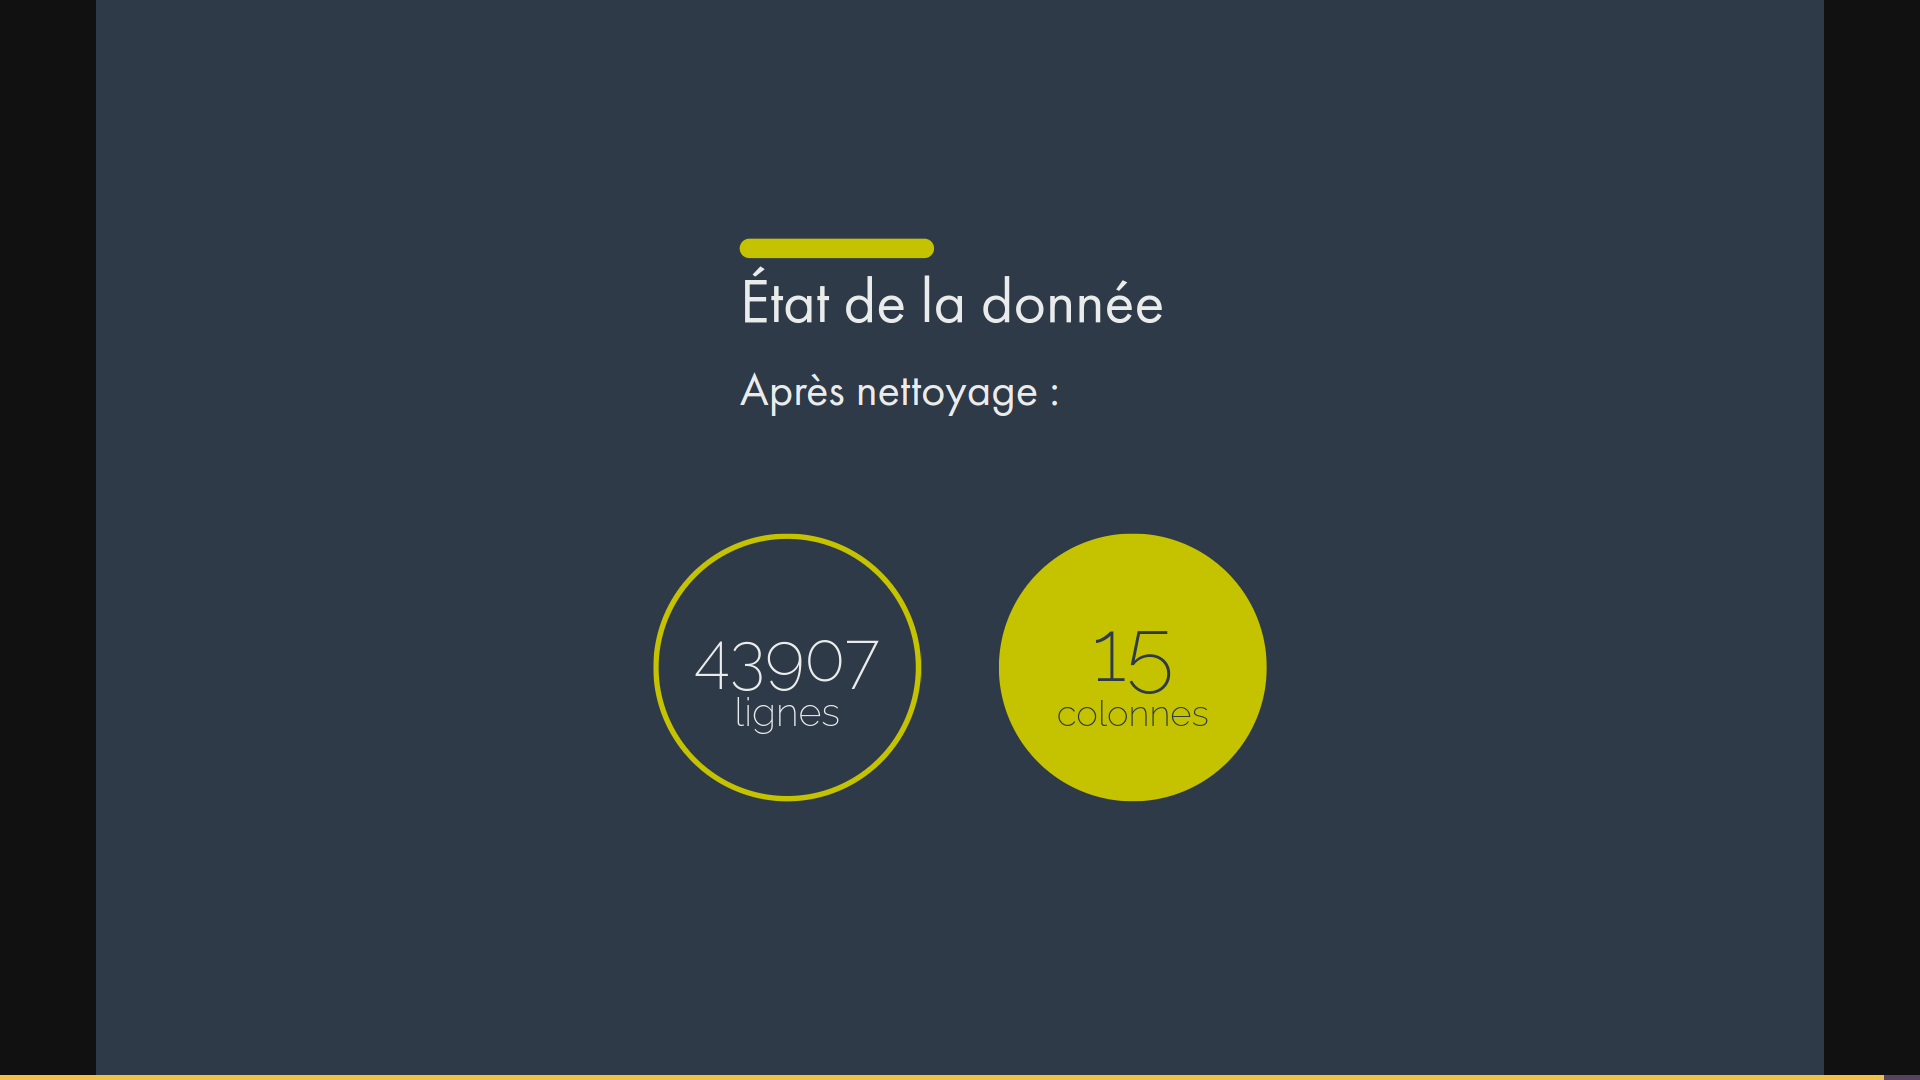 État de la donnée
Après nettoyage :
43907
lignes
15
colonnes